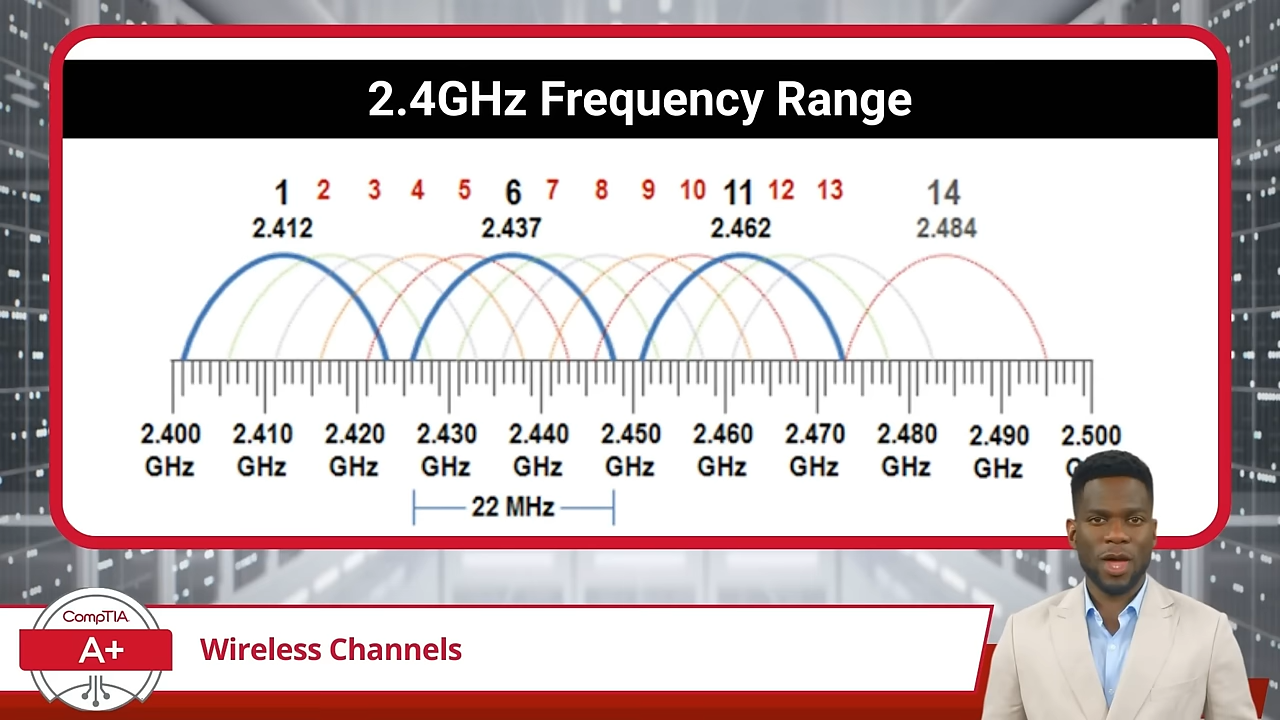 2.4GHz Frequency Range
1 2 3 4 5 6 7 8 9 10 11 12 13 14
2.412 2.437 2.462 2.484
2.400 2.410 2.420 2.430 2.440 2.450 2.460 2.470 2.480 2.490 2.500
GHz GHz GHz GHz GHz GHz GHz GHz GHz GHz
22 MHz
CompTIA
A+
Wireless Channels